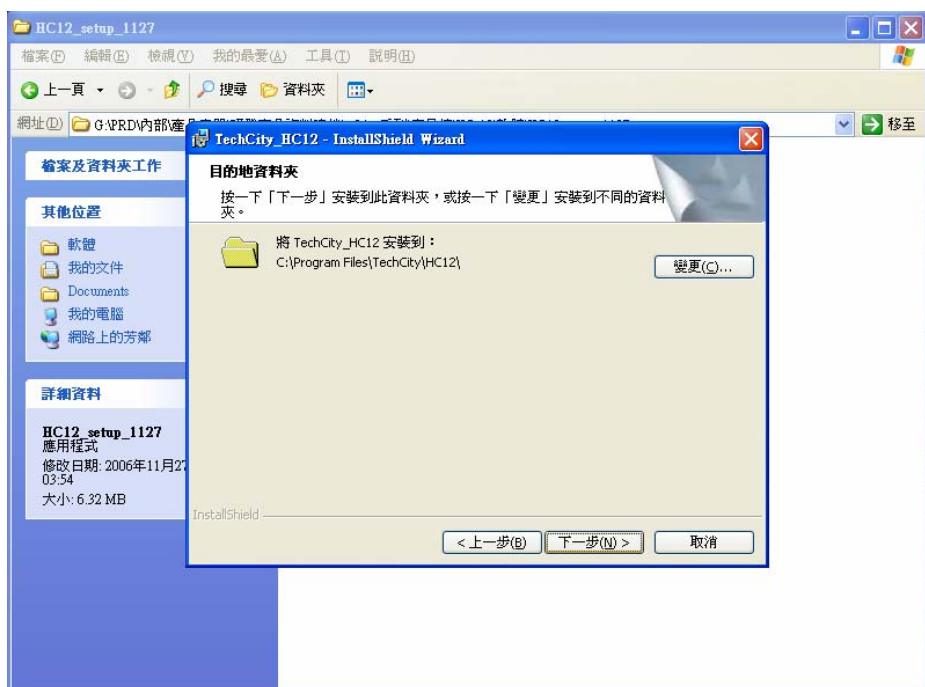 HC12_setup_1127
檔案(F) 編輯(E) 檢視(V) 我的最愛(A) 工具(T) 説明(H)
上一頁 搜尋 資料夾
網址(D) G:\PRD\內部\產 移至
TechCity_HC12 - InstallShield Wizard
目的地資料夾
按一下「下一步」安裝到此資料夾，或按一下「變更」安裝到不同的資料
夾。
將 TechCity_HC12 安裝到：
C:\Program Files\TechCity\HC12\
變更(C)...
InstallShield
< 上一步(B) 下一步(N) > 取消
檔案及資料夾工作
其他位置
軟體
我的文件
Documents
我的電腦
網路上的芳鄰
詳細資料
HC12_setup_1127
應用程式
修改日期: 2006年11月27
03:54
大小: 6.32 MB